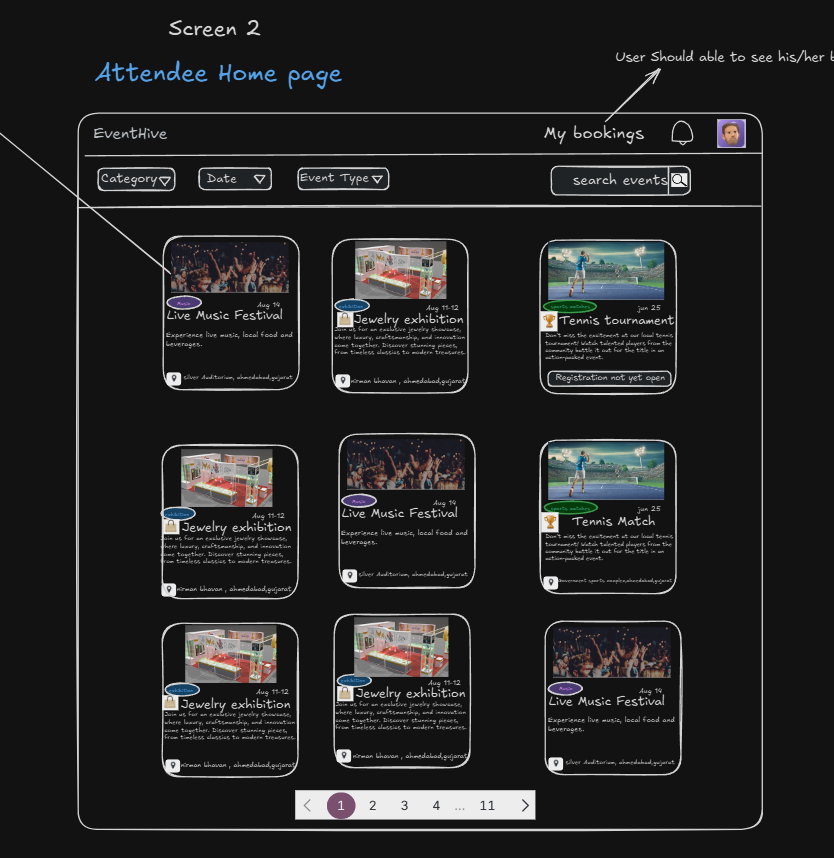 Screen 2
User Should able to see his/her b
Attendee Home page
EventHive
My bookings
Category
Date
Event Type
search events
Music
Aug 14
Live Music Festival
Experience live music, local food and
beverages.
silver Auditorium, ahmedabad,gujarat
exhibition
Aug 11-12
Jewelry exhibition
Join us for an exclusive jewelry showcase,
where luxury, craftsmanship, and innovation
come together. Discover stunning pieces,
from timeless classics to modern treasures.
nirman bhavan , ahmedabad,gujarat
sports matches
jun 25
Tennis tournament
Don't miss the excitement at our local tennis
tournament! Watch talented players from the
community battle it out for the title in an
action-packed event.
Registration not yet open
exhibition
Aug 11-12
Jewelry exhibition
Join us for an exclusive jewelry showcase,
where luxury, craftsmanship, and innovation
come together. Discover stunning pieces,
from timeless classics to modern treasures.
nirman bhavan , ahmedabad,gujarat
Music
Aug 14
Live Music Festival
Experience live music, local food and
beverages.
silver Auditorium, ahmedabad,gujarat
sports matches
jun 25
Tennis Match
Don't miss the excitement at our local tennis
tournament! Watch talented players from the
community battle it out for the title in an
action-packed event.
Government sports ,ahmedabad,gujarat
exhibition
Aug 11-12
Jewelry exhibition
Join us for an exclusive jewelry showcase,
where luxury, craftsmanship, and innovation
come together. Discover stunning pieces,
from timeless classics to modern treasures.
nirman bhavan , ahmedabad,gujarat
exhibition
Aug 11-12
Jewelry exhibition
Join us for an exclusive jewelry showcase,
where luxury, craftsmanship, and innovation
come together. Discover stunning pieces,
from timeless classics to modern treasures.
nirman bhavan , ahmedabad,gujarat
Music
Aug 14
Live Music Festival
Experience live music, local food and
beverages.
silver Auditorium, ahmedabad,gujarat
1 2 3 4 ... 11